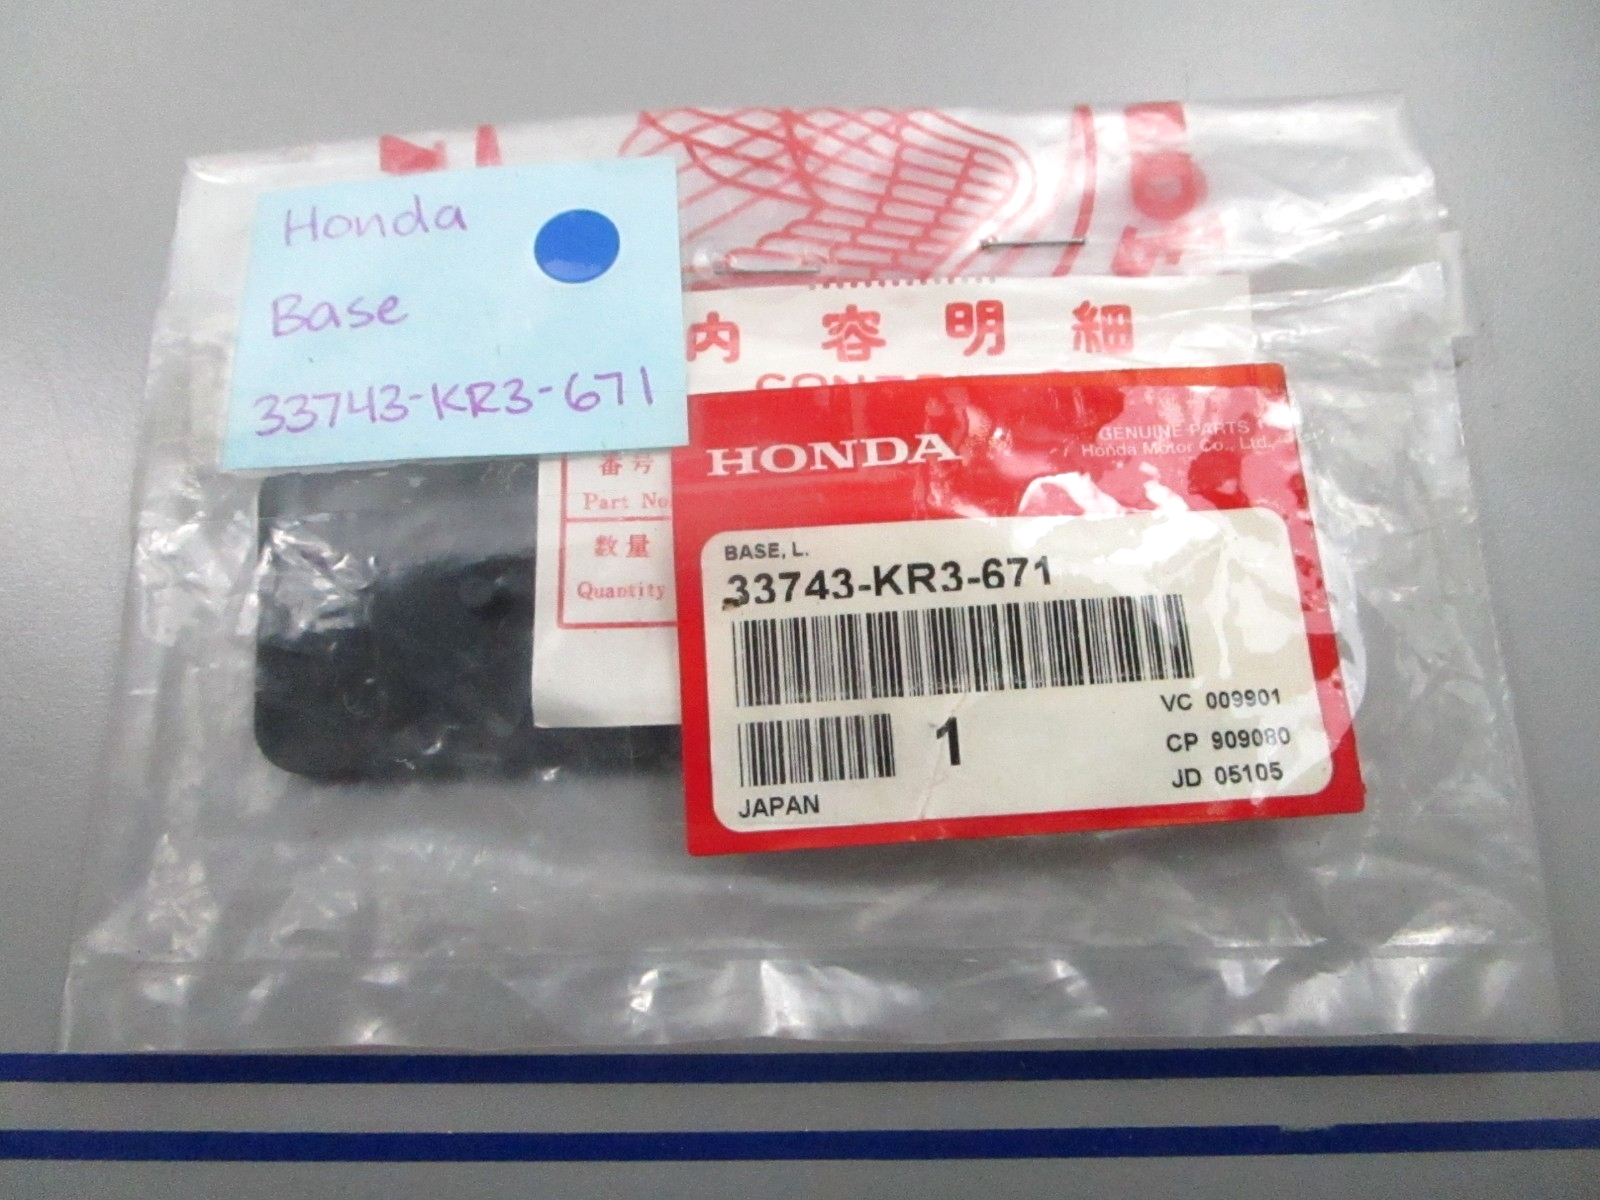 Honda
Base
33743-KR3-671
内容明細
番号
Part No
数量
Quantity
HONDA
GENUINE PARTS
Honda Motor Co., Ltd.,
BASE, L.
33743-KR3-671
1
VC 009901
CP 909080
JD 05105
JAPAN